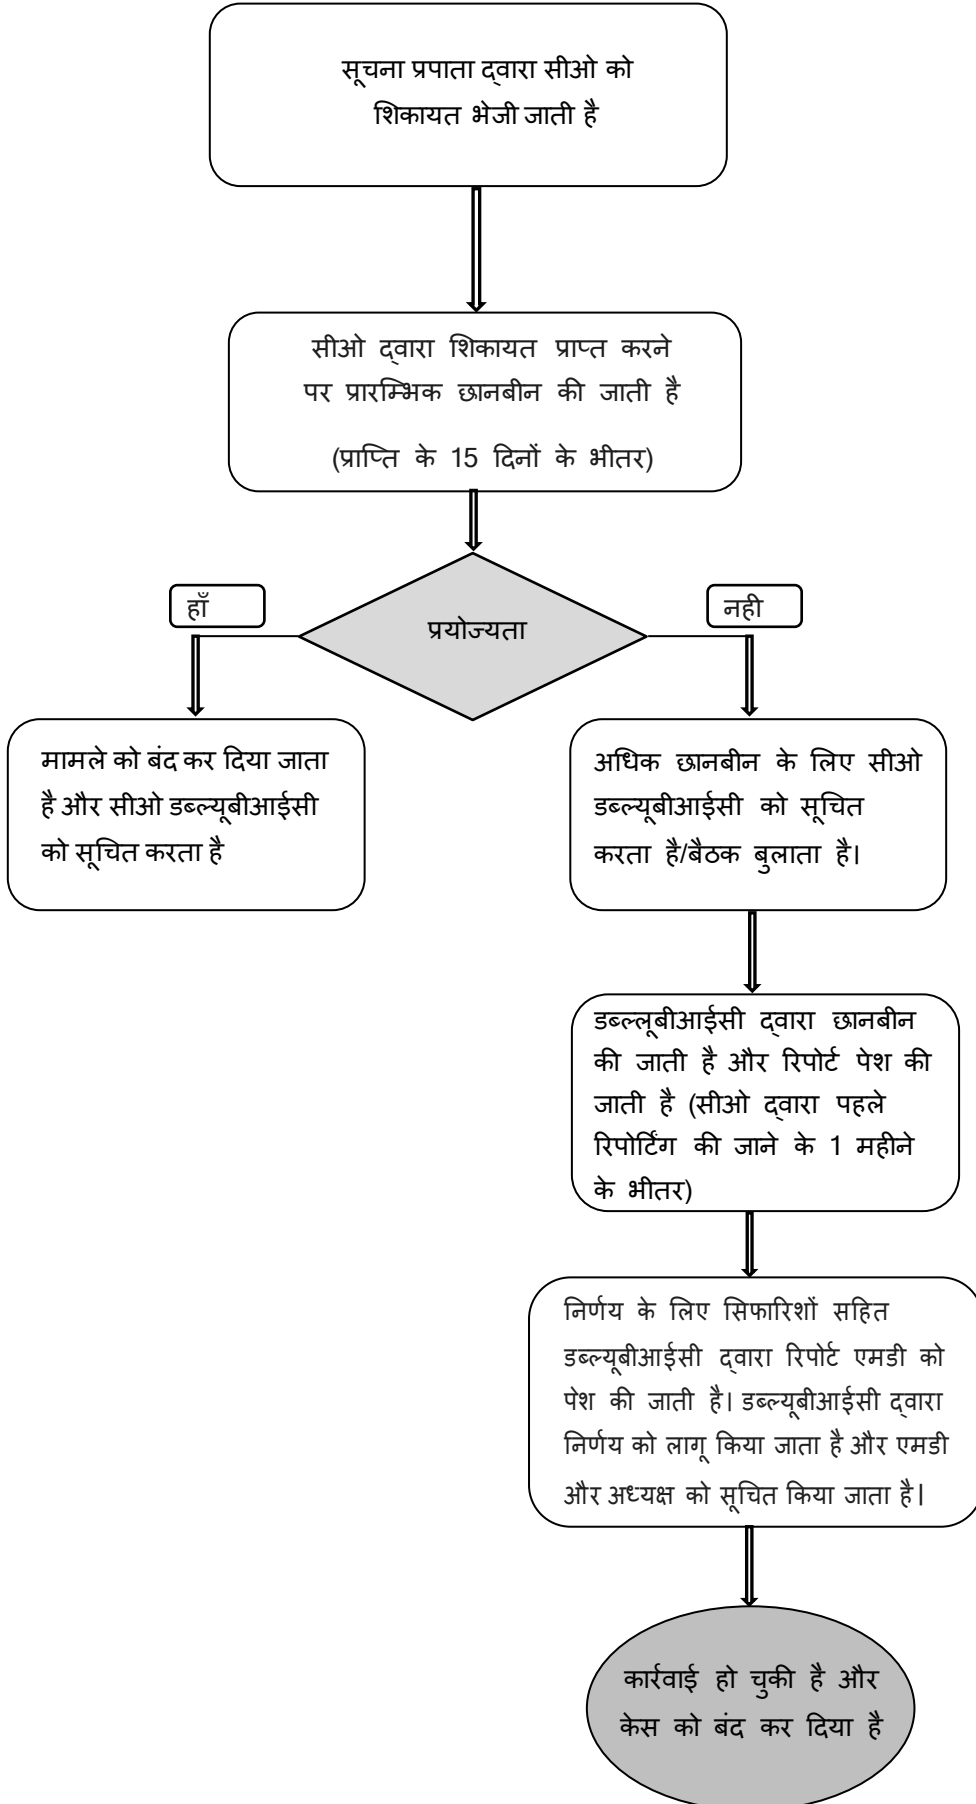 सूचना प्रपाता द्वारा सीओ को
शिकायत भेजी जाती है
सीओ द्वारा शिकायत प्राप्त करने
पर प्रारम्भिक छानबीन की जाती है
(प्राप्ति के 15 दिनों के भीतर)
हाँ
प्रयोज्यता
नही
मामले को बंद कर दिया जाता
है और सीओ डब्ल्यूबीआईसी
को सूचित करता है
अधिक छानबीन के लिए सीओ
डब्ल्यूबीआईसी को सूचित
करता है/बैठक बुलाता है।
डब्ल्लूबीआईसी द्वारा छानबीन
की जाती है और रिपोर्ट पेश की
जाती है (सीओ द्वारा पहले
रिपोर्टिंग की जाने के 1 महीने
के भीतर)
निर्णय के लिए सिफारिशों सहित
डब्ल्यूबीआईसी द्वारा रिपोर्ट एमडी को
पेश की जाती है। डब्ल्यूबीआईसी द्वारा
निर्णय को लागू किया जाता है और एमडी
और अध्यक्ष को सूचित किया जाता है।
कार्रवाई हो चुकी है और
केस को बंद कर दिया है